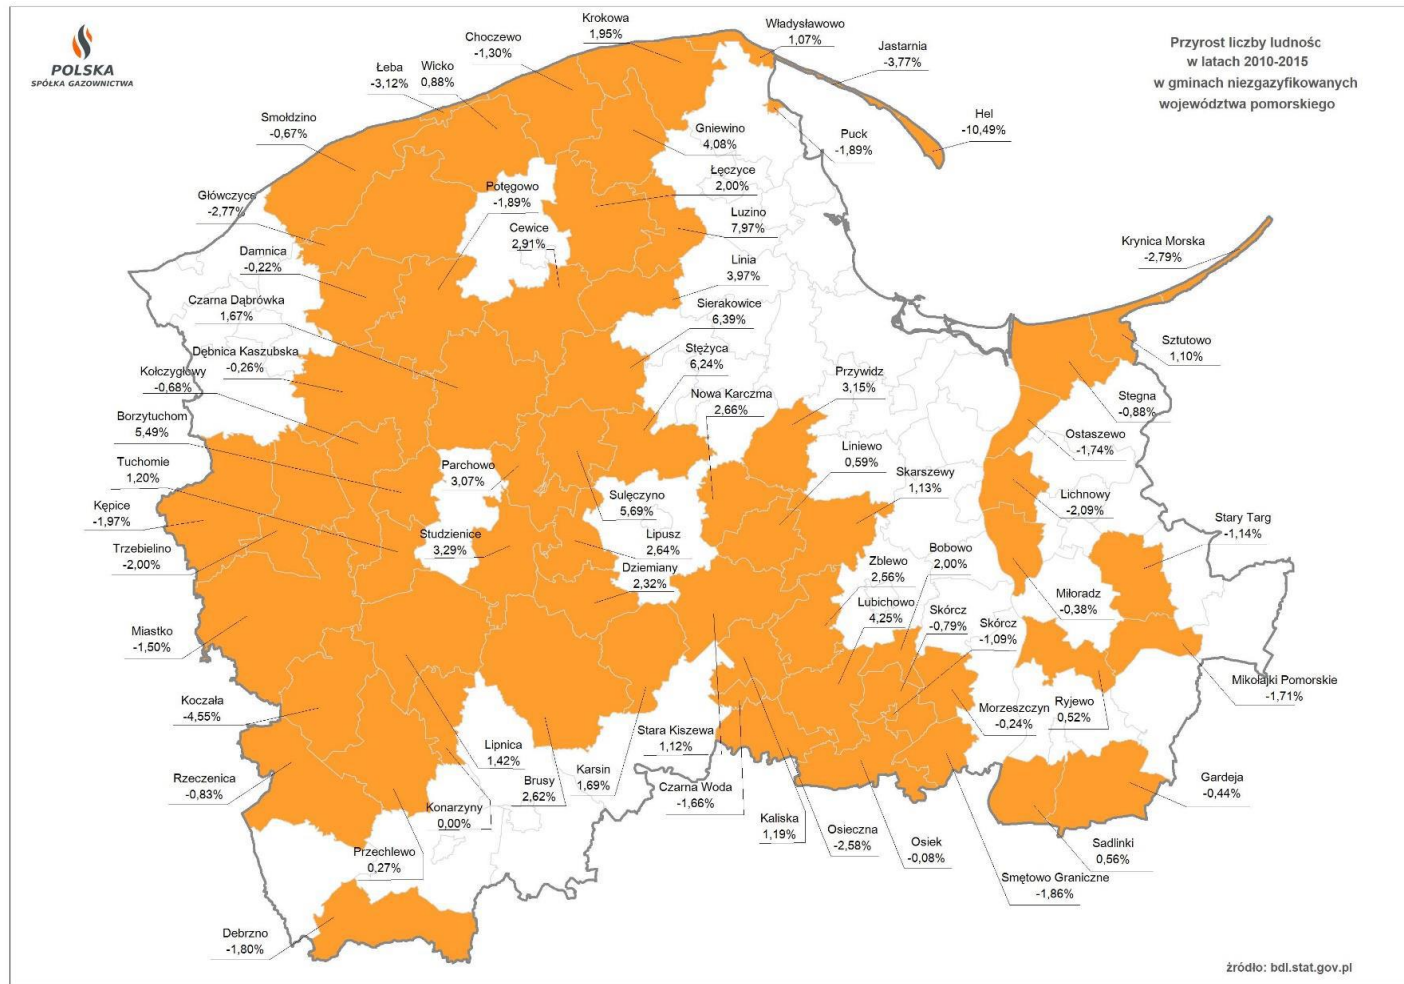 POLSKA
SPÓŁKA GAZOWNICTWA
Przyrost liczby ludnośc
w latach 2010-2015
w gminach niezgazyfikowanych
województwa pomorskiego
Krokowa
1,95%
Władysławowo
1,07%
Choczewo
-1,30%
Jastarnia
-3,77%
Łeba
-3,12%
Wicko
0,88%
Hel
-10,49%
Smołdzino
-0,67%
Gniewino
4,08%
Puck
-1,89%
Łęczyce
2,00%
Główczyce
-2,77%
Potęgowo
-1,89%
Luzino
7,97%
Cewice
2,91%
Krynica Morska
-2,79%
Damnica
-0,22%
Linia
3,97%
Czarna Dąbrówka
1,67%
Sierakowice
6,39%
Sztutowo
1,10%
Dębnica Kaszubska
-0,26%
Stężyca
6,24%
Kołczygłowy
-0,68%
Przywidz
3,15%
Nowa Karczma
2,66%
Stegna
-0,88%
Borzytuchom
5,49%
Ostaszewo
-1,74%
Liniewo
0,59%
Tuchomie
1,20%
Parchowo
3,07%
Skarszewy
1,13%
Sulęczyno
5,69%
Lichnowy
-2,09%
Kępice
-1,97%
Stary Targ
-1,14%
Studzienice
3,29%
Lipusz
2,64%
Trzebielino
-2,00%
Zblewo
2,56%
Bobowo
2,00%
Dziemiany
2,32%
Miłoradz
-0,38%
Lubichowo
4,25%
Skórcz
-0,79%
Skórcz
-1,09%
Miastko
-1,50%
Mikołajki Pomorskie
-1,71%
Koczała
-4,55%
Morzeszczyn
-0,24%
Ryjewo
0,52%
Stara Kiszewa
1,12%
Lipnica
1,42%
Rzeczenica
-0,83%
Brusy
2,62%
Karsin
1,69%
Gardeja
-0,44%
Czarna Woda
-1,66%
Konarzyny
0,00%
Kaliska
1,19%
Osieczna
-2,58%
Osiek
-0,08%
Sadlinki
0,56%
Przechlewo
0,27%
Smętowo Graniczne
-1,86%
Debrzno
-1,80%
źródło: bdl.stat.gov.pl